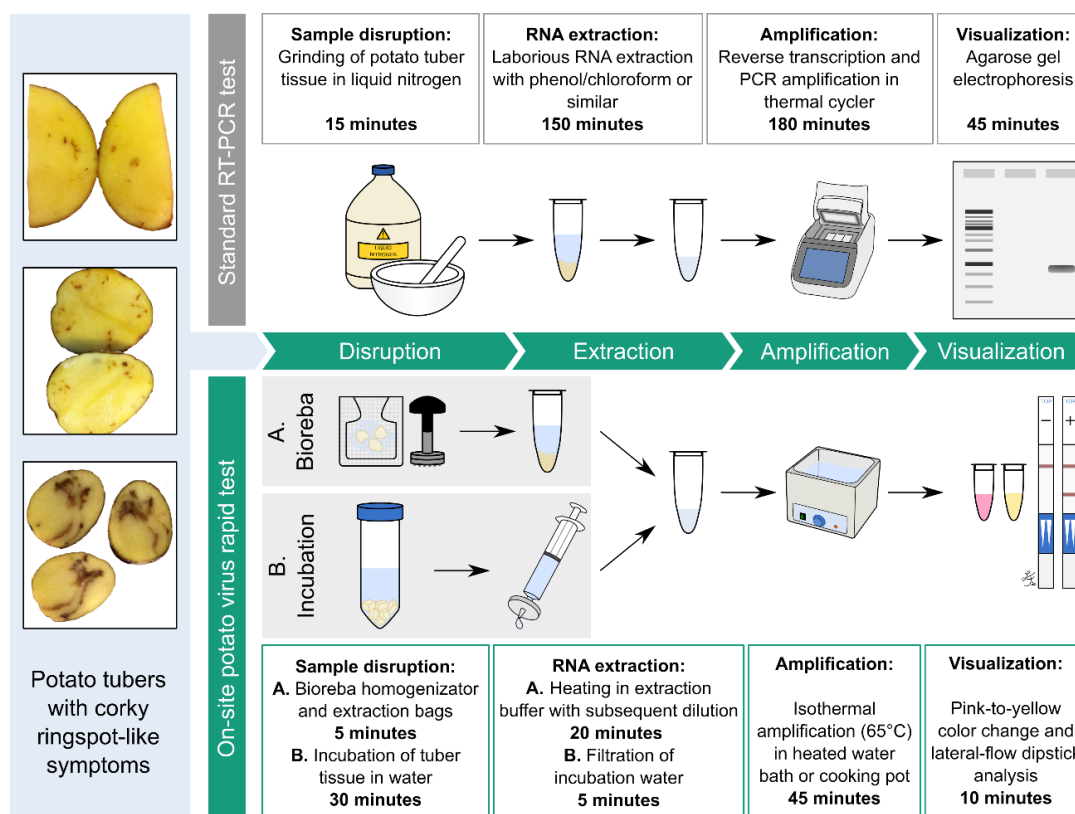 Standard RT-PCR test
Sample disruption:
Grinding of potato tuber
tissue in liquid nitrogen
15 minutes
RNA extraction:
Laborious RNA extraction
with phenol/chloroform or
similar
150 minutes
Amplification:
Reverse transcription and
PCR amplification in
thermal cycler
180 minutes
Visualization:
Agarose gel
electrophoresis
45 minutes
LIQUID
NITROGEN
Disruption
Extraction
Amplification
Visualization
On-site potato virus rapid test
A.
Bioreba
B.
Incubation
TOP
TOP
−
+
Sample disruption:
A. Bioreba homogenizator
and extraction bags
5 minutes
B. Incubation of tuber
tissue in water
30 minutes
RNA extraction:
A. Heating in extraction
buffer with subsequent dilution
20 minutes
B. Filtration of
incubation water
5 minutes
Amplification:
Isothermal
amplification (65°C)
in heated water
bath or cooking pot
45 minutes
Visualization:
Pink-to-yellow
color change and
lateral-flow dipstick
analysis
10 minutes
Potato tubers
with corky
ringspot-like
symptoms